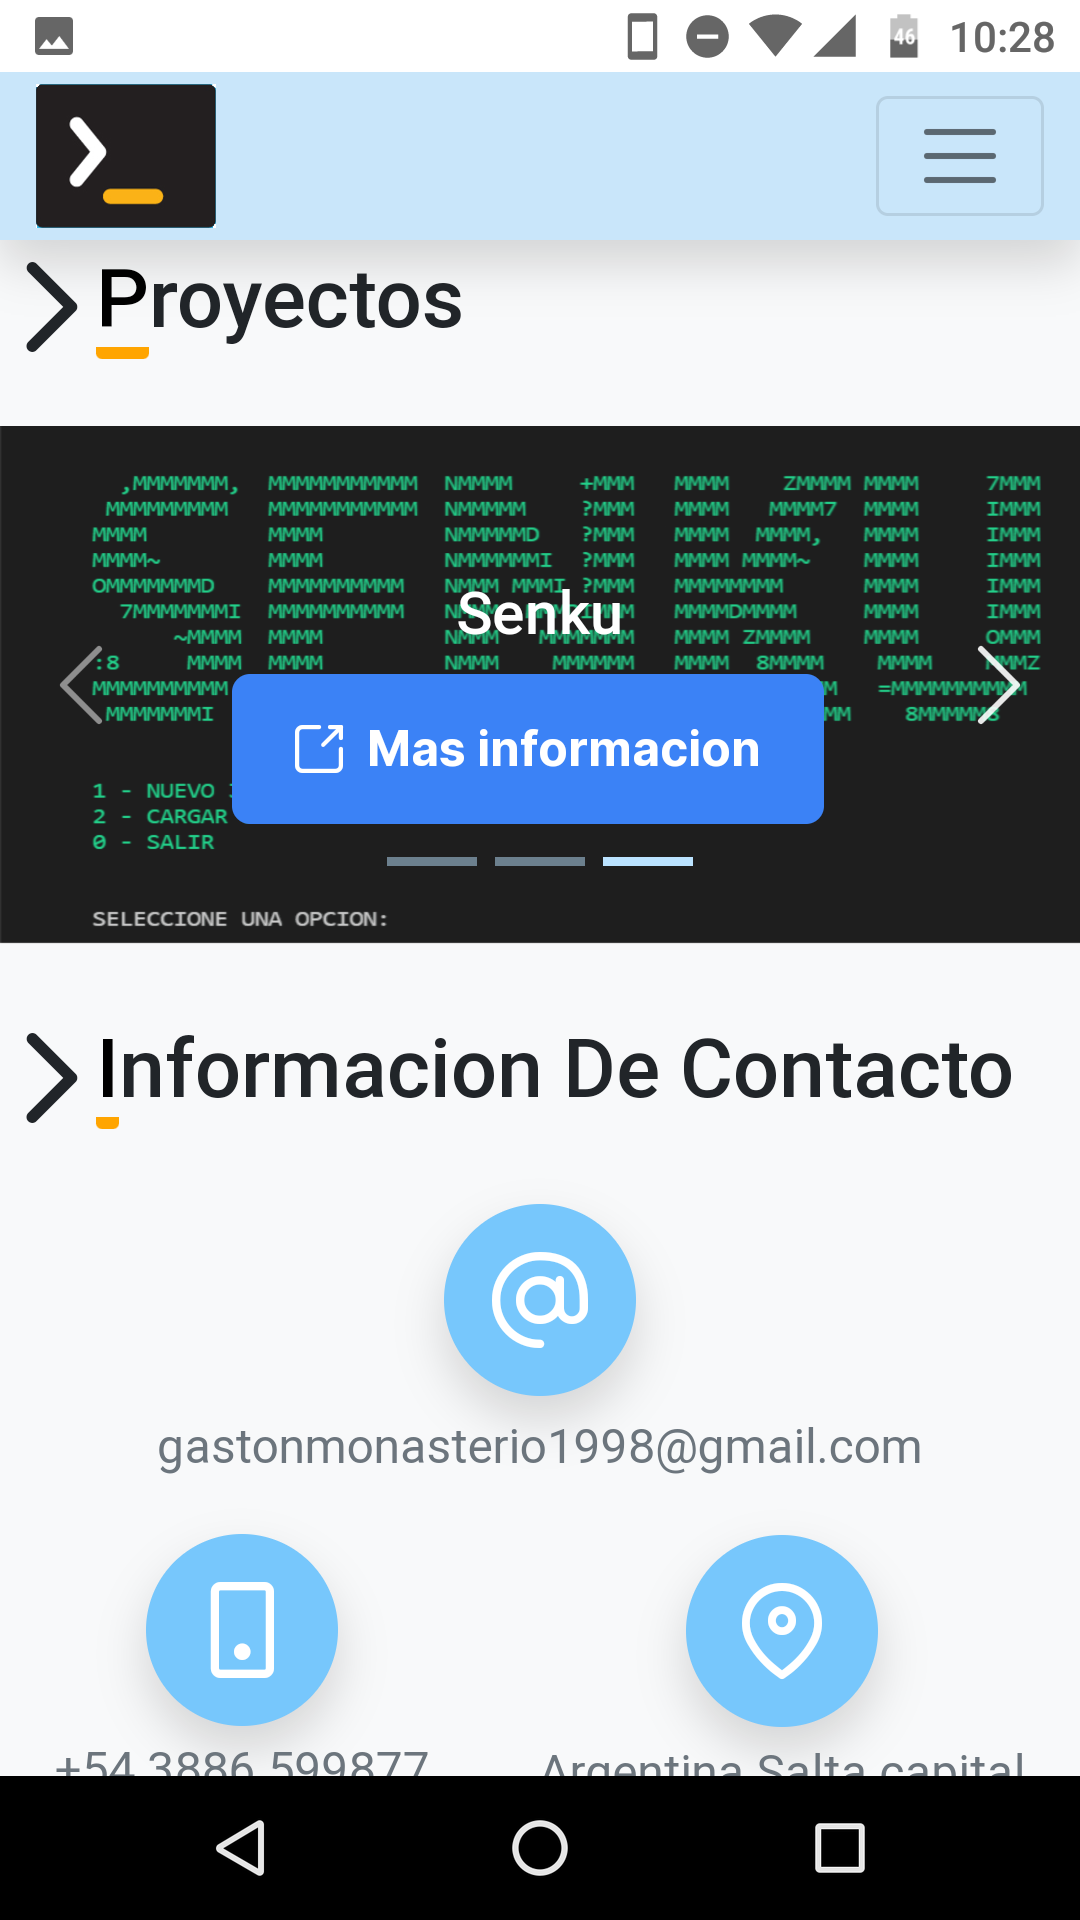 46 10:28
Proyectos
,MMMMMMM, MMMMMMMMMMM NMMMM +MMM MMMM ZMMMM MMMM 7MMM
MMMMMMMMM MMMMMMMMMMM NMMMMM ?MMM MMMM MMMM7 MMMM IMMM
MMMM MMMM NMMMMMD ?MMM MMMM MMMM, MMMM IMMM
MMMM~ MMMM NMMMMMMI ?MMM MMMM MMMM~ MMMM IMMM
OMMMMMMMD MMMMMMMMMM NMMM MMMI ?MMM MMMMMMMM MMMM IMMM
7MMMMMMMI MMMMMMMMMM MMMMDMMMM MMMM IMMM
Senku
~MMMM MMMM MMMM ZMMMM MMMM OMMM
:8 MMMM MMMM NMMM MMMMMM MMMM 8MMMM MMMM MMMZ
MMMMMMMMMM =MMMMMMMMMM
MMMMMMMI 8MMMMM8
Mas informacion
1 - NUEVO
2 - CARGAR
0 - SALIR
SELECCIONE UNA OPCION:
Informacion De Contacto
gastonmonasterio1998@gmail.com
+54 3886 599877
Argentina Salta capital